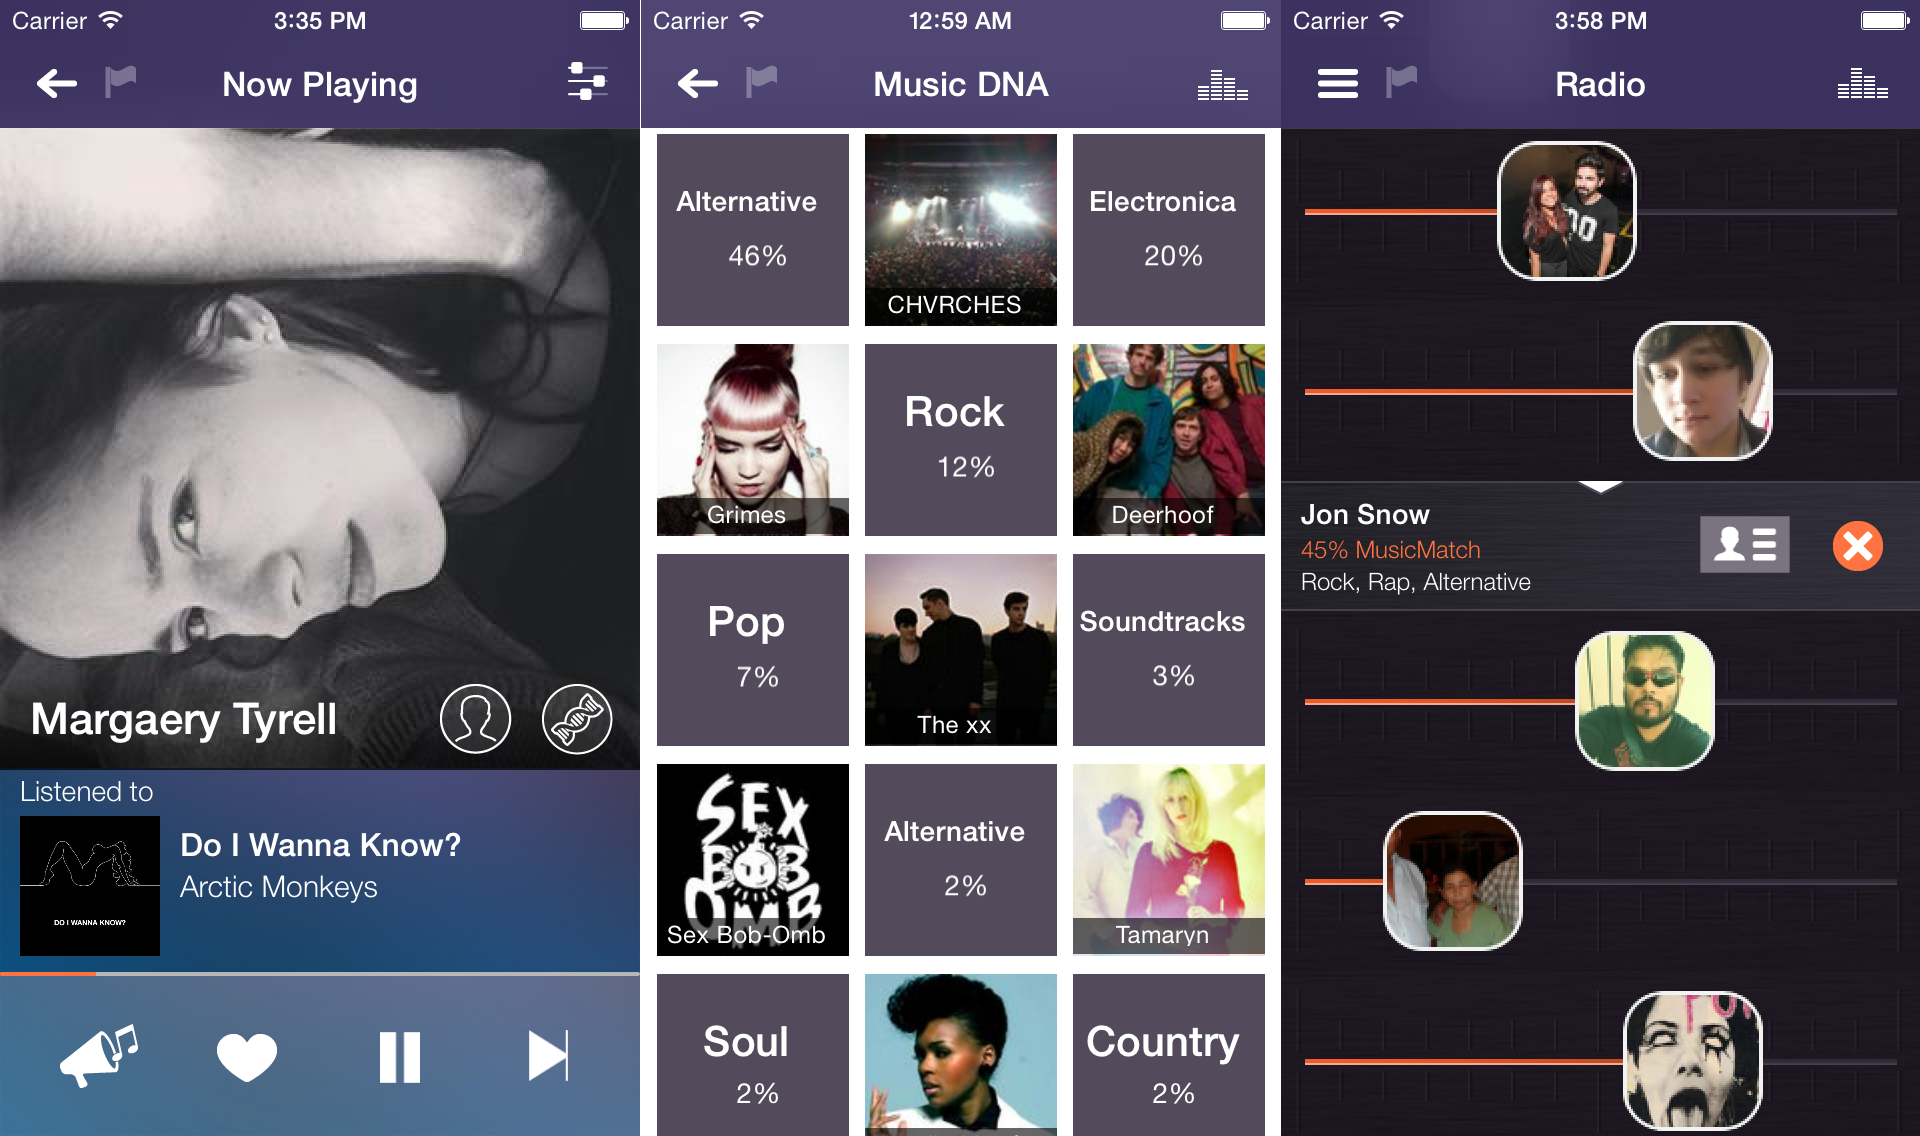 Carrier 3:35 PM
Now Playing
Margaery Tyrell
Listened to
Do I Wanna Know?
Arctic Monkeys
DO I WANNA KNOW?
Carrier 12:59 AM
Music DNA
Alternative
46%
CHVRCHES
Electronica
20%
Grimes
Rock
12%
Deerhoof
Pop
7%
The xx
Soundtracks
3%
SEX
BOB
OMB
Sex Bob-Omb
Alternative
2%
Tamaryn
Soul
2%
Country
2%
Carrier 3:58 PM
Radio
Jon Snow
45% MusicMatch
Rock, Rap, Alternative